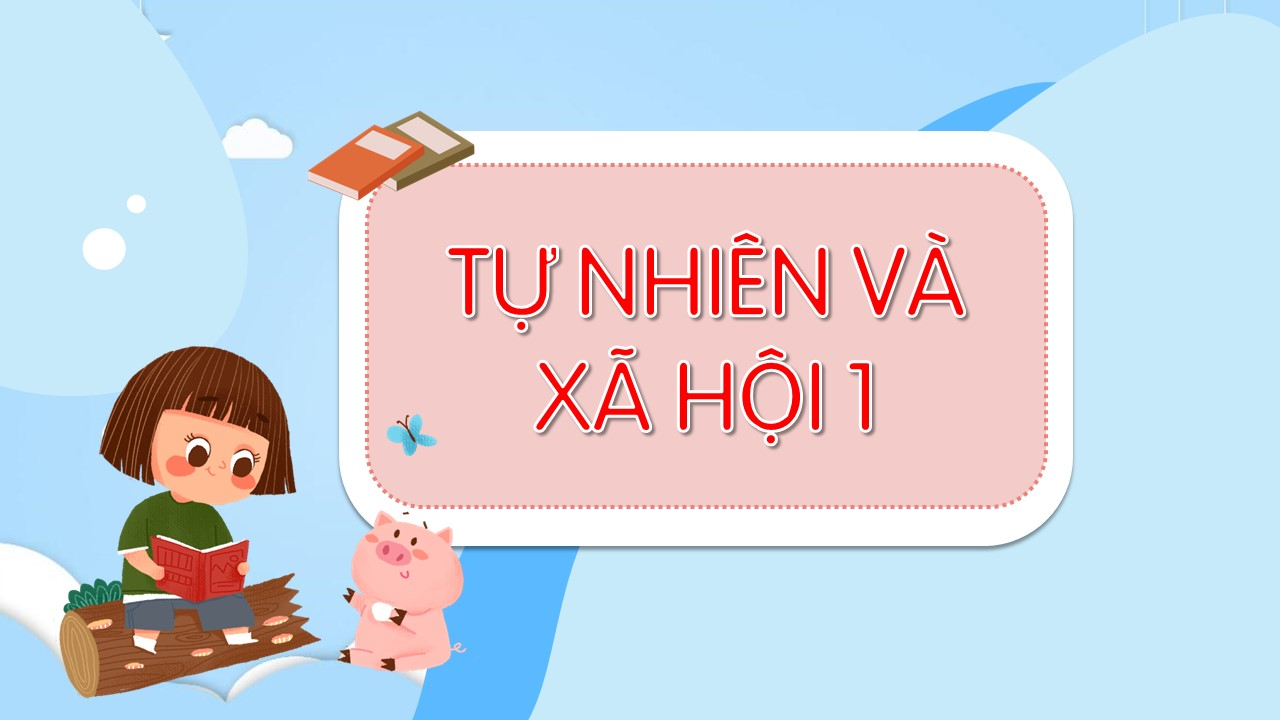 TỰ NHIÊN VÀ
XÃ HỘI 1